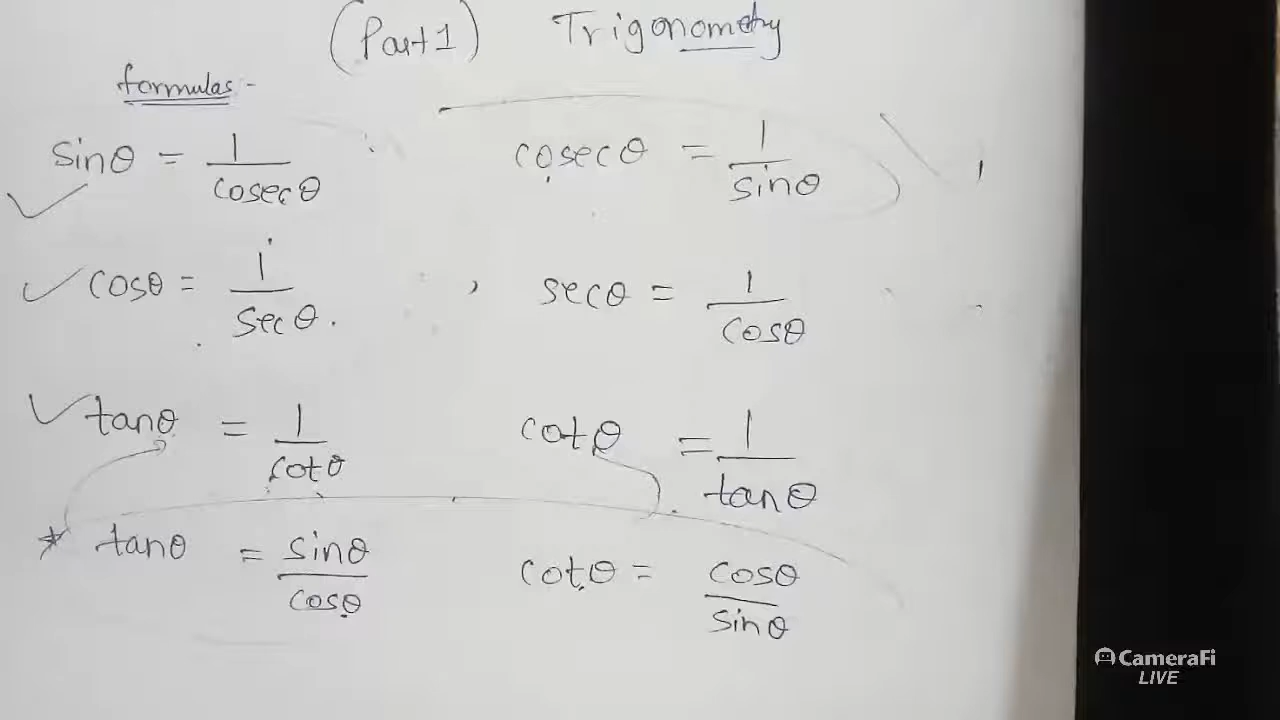 (Part 1) Trigonometry
formulas:-
sinθ = 1/cosecθ cosecθ = 1/sinθ
cosθ = 1/secθ. , secθ = 1/cosθ
tanθ = 1/cotθ cotθ = 1/tanθ
* tanθ = sinθ/cosθ cotθ = cosθ/sinθ
CameraFi
LIVE